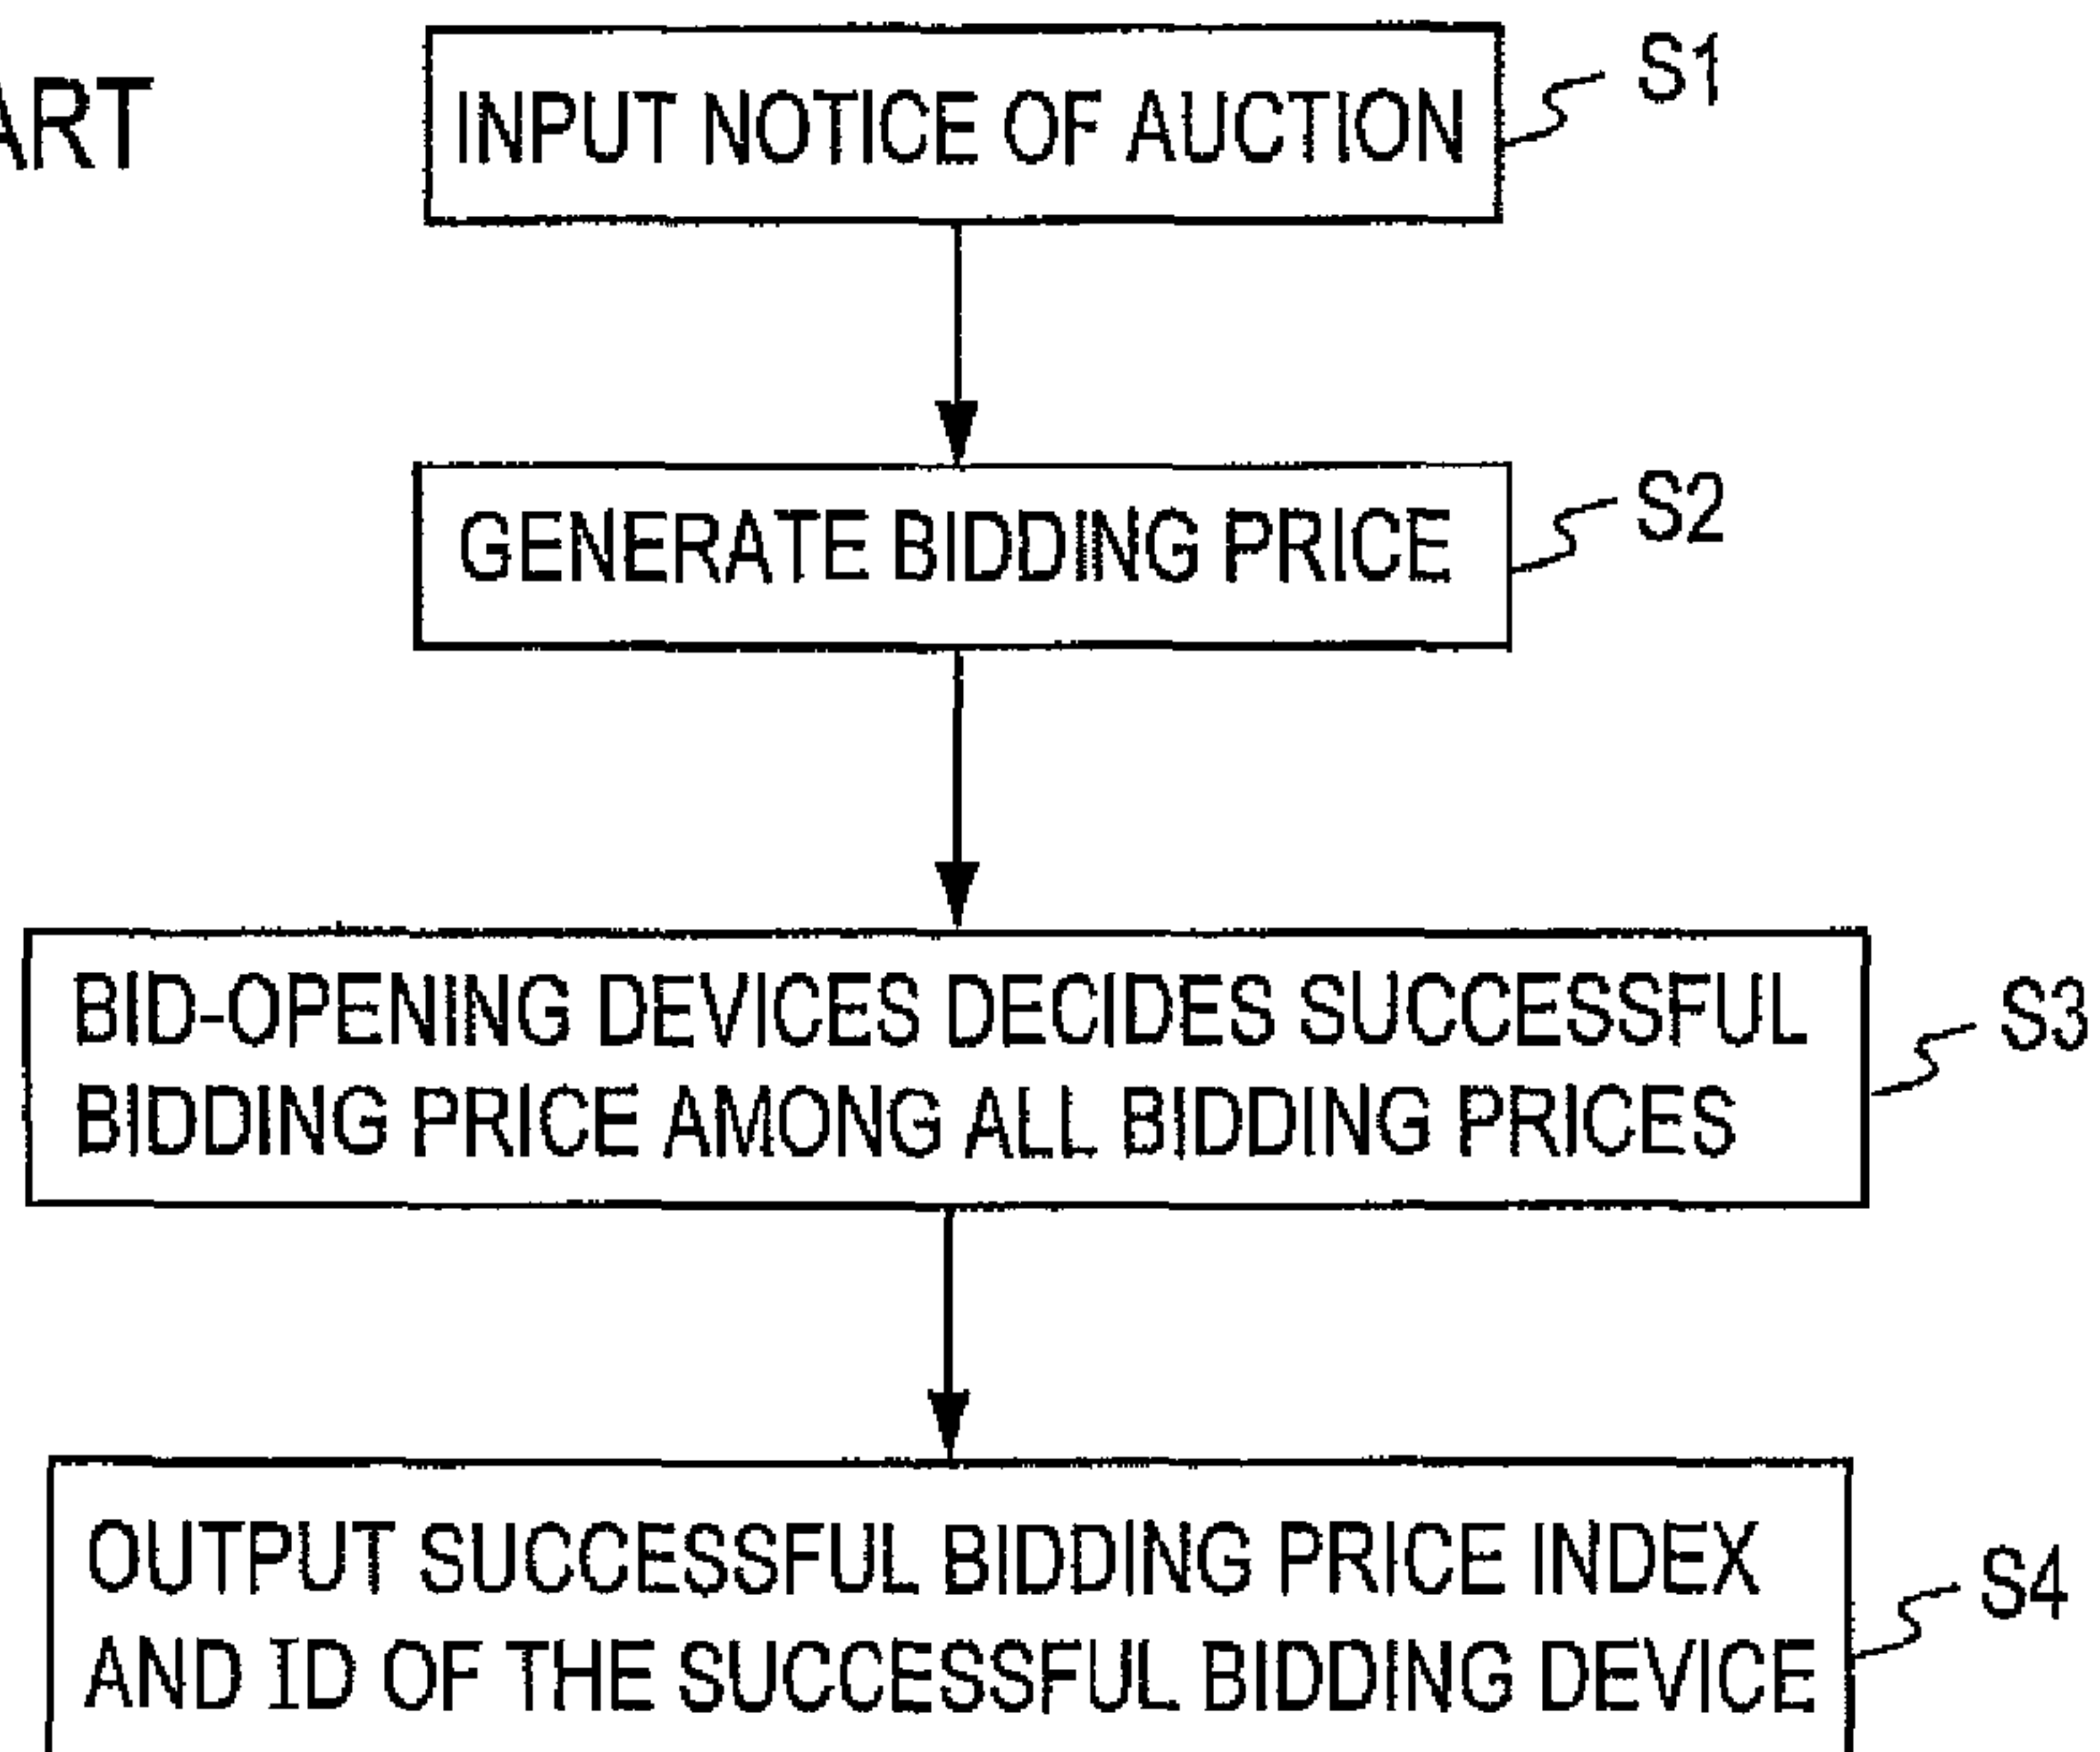 ART
INPUT NOTICE OF AUCTION
S1
GENERATE BIDDING PRICE
S2
BID-OPENING DEVICES DECIDES SUCCESSFUL
BIDDING PRICE AMONG ALL BIDDING PRICES
S3
OUTPUT SUCCESSFUL BIDDING PRICE INDEX
AND ID OF THE SUCCESSFUL BIDDING DEVICE
S4